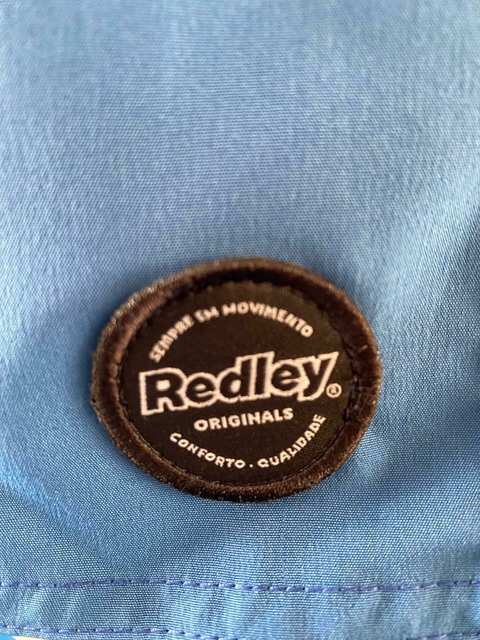 SEMPRE EM MOVIMENTO
Redley®
ORIGINALS
CONFORTO · QUALIDADE